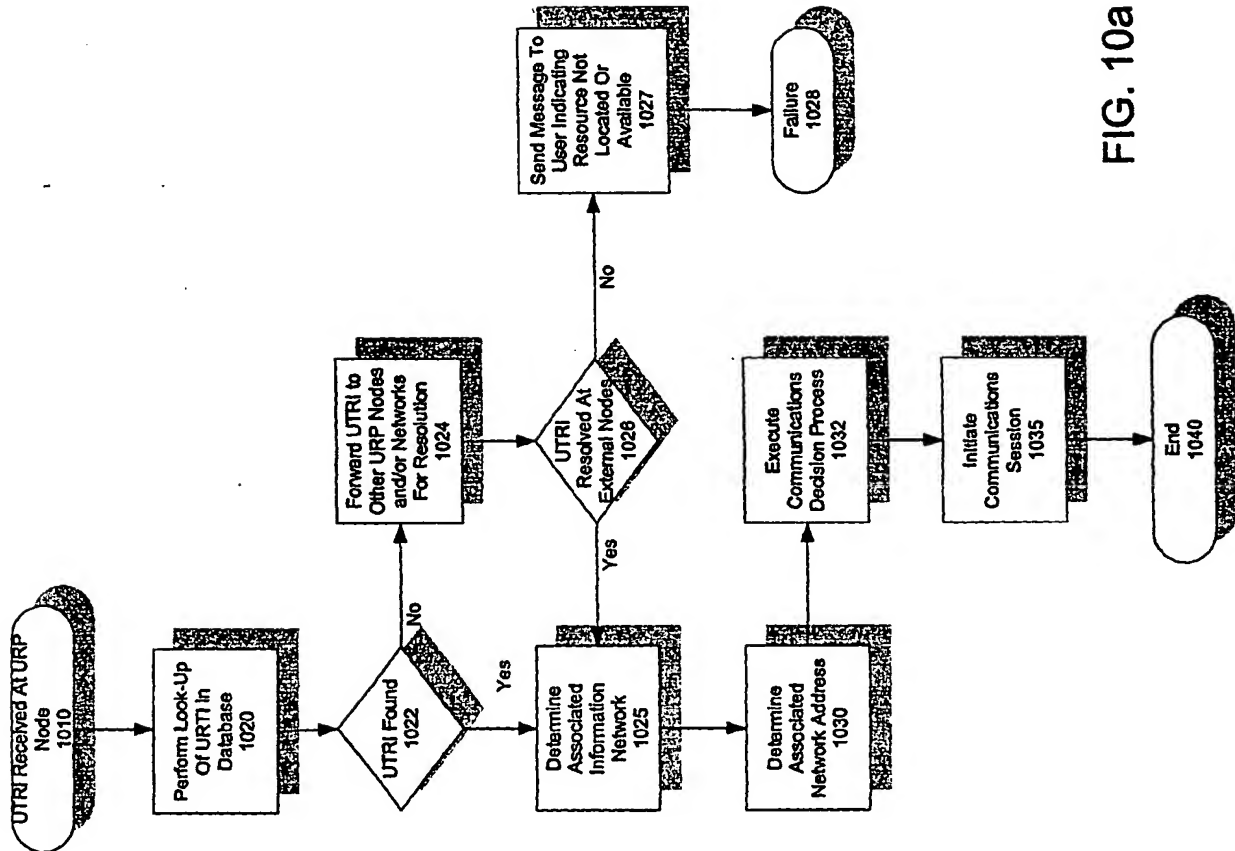 UTRI Received At URP
Node
1010
Perform Look-Up
Of URTI In
Database
1020
UTRI Found
1022
No
Yes
Forward UTRI to
Other URP Nodes
and/or Networks
For Resolution
1024
UTRI
Resolved At
External Nodes
1028
No
Yes
Send Message To
User Indicating
Resource Not
Located Or
Available
1027
Failure
1028
Determine
Associated
Information
Network
1025
Determine
Associated
Network Address
1030
Execute
Communications
Decision Process
1032
Initiate
Communications
Session
1035
End
1040
FIG. 10a